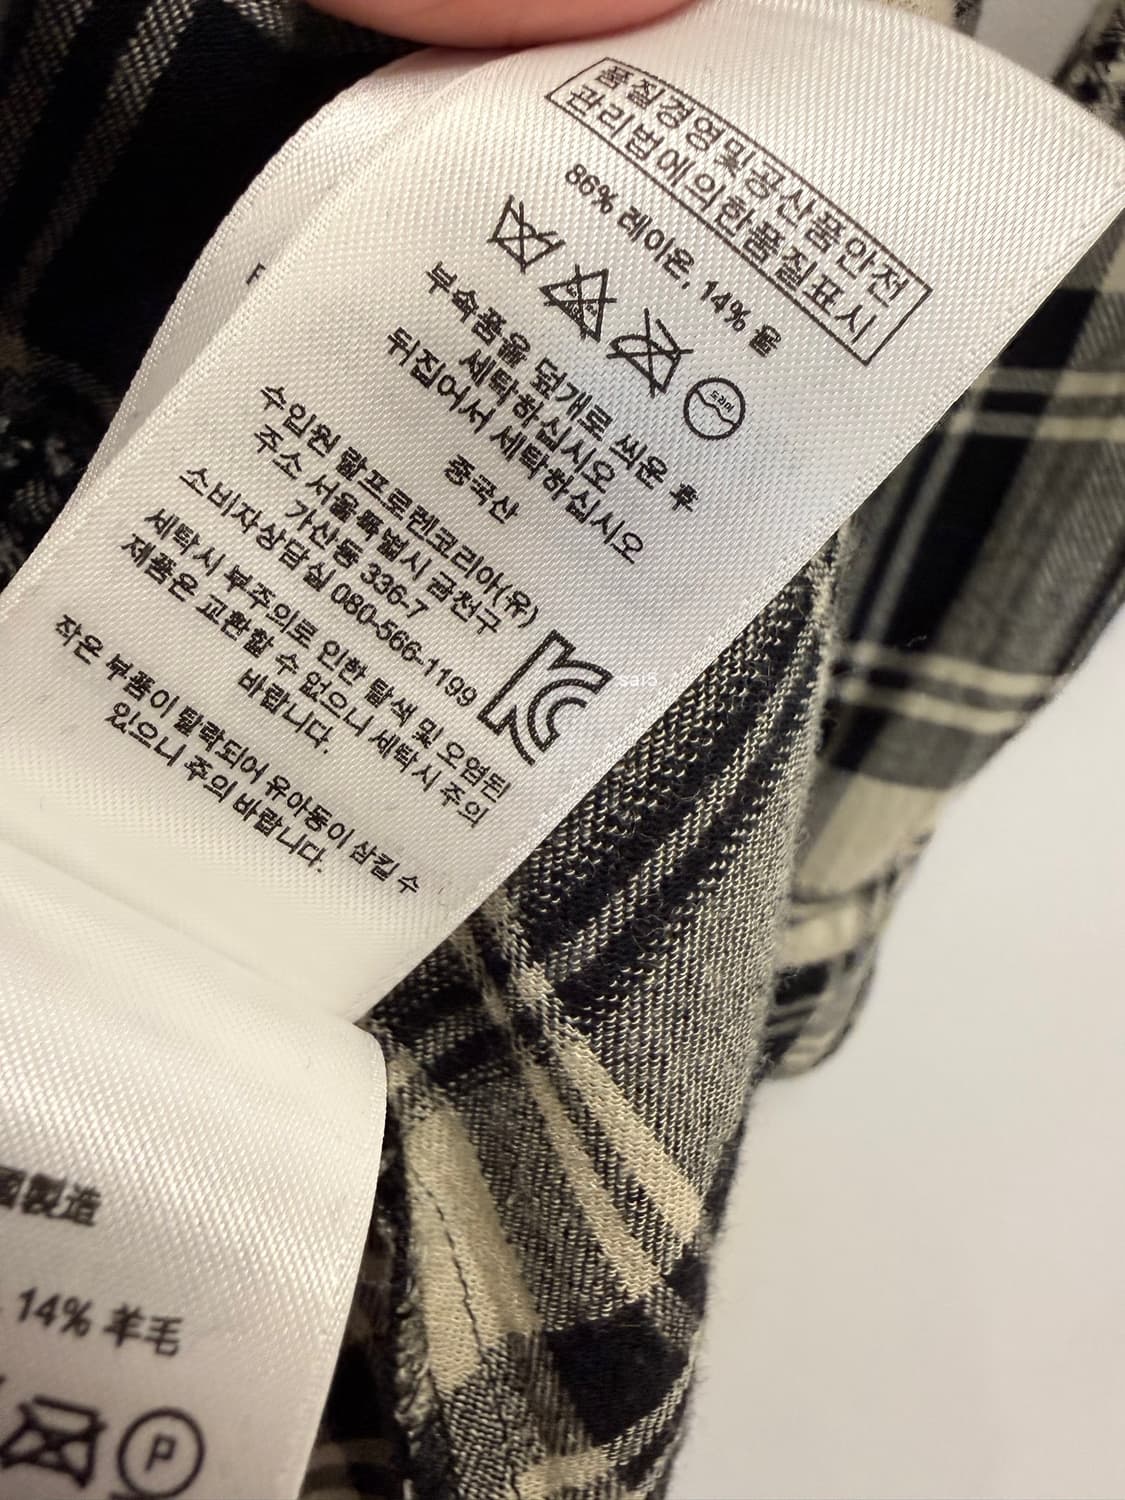 품질경영및공산품안전
관리법에의한품질표시
86% 레이온, 14% 울
드라이
부속품을 덮개로 씌운 후
세탁하십시오
뒤집어서 세탁하십시오
중국산
수입원 랄프로렌코리아(유)
주소 서울특별시 금천구
가산동 336-7
소비자상담실 080-566-1199
세탁시 부주의로 인한 탈색 및 오염된
제품은 교환할 수 없으니 세탁시 주의
바랍니다.
작은 부품이 탈락되어 유아동이 삼킬 수
있으니 주의 바랍니다.
sai5
國製造
14% 羊毛
P